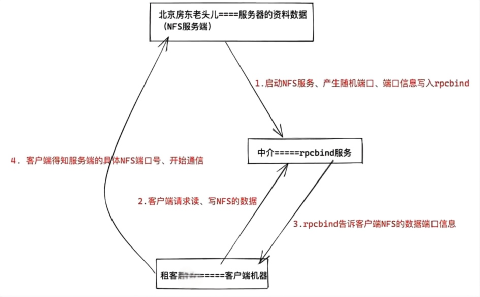 北京房东老头儿====服务器的资料数据
（NFS服务端）
1.启动NFS服务、产生随机端口、端口信息写入rpcbind
中介=====rpcbind服务
4. 客户端得知服务端的具体NFS端口号、开始通信
2.客户端请求读、写NFS的数据
3.rpcbind告诉客户端NFS的数据端口信息
租客=======客户端机器